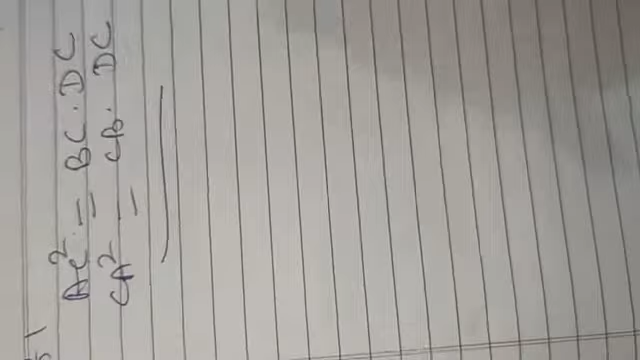 AC² = BC . DC
CA² = CB . DC